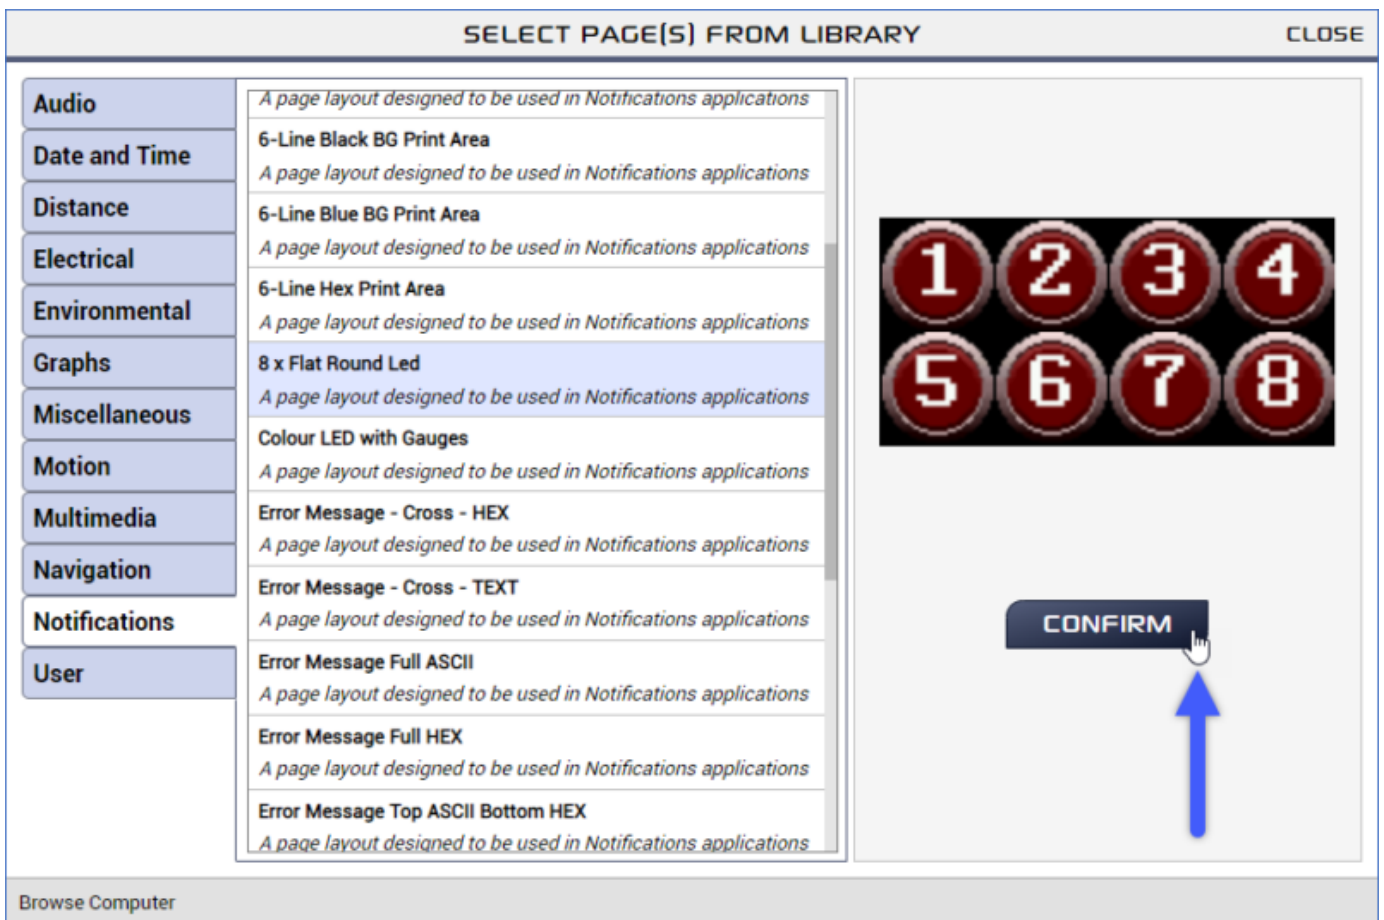 SELECT PAGE(S) FROM LIBRARY
CLOSE
Audio
Date and Time
Distance
Electrical
Environmental
Graphs
Miscellaneous
Motion
Multimedia
Navigation
Notifications
User
A page layout designed to be used in Notifications applications
6-Line Black BG Print Area
A page layout designed to be used in Notifications applications
6-Line Blue BG Print Area
A page layout designed to be used in Notifications applications
6-Line Hex Print Area
A page layout designed to be used in Notifications applications
8 x Flat Round Led
A page layout designed to be used in Notifications applications
Colour LED with Gauges
A page layout designed to be used in Notifications applications
Error Message - Cross - HEX
A page layout designed to be used in Notifications applications
Error Message - Cross - TEXT
A page layout designed to be used in Notifications applications
Error Message Full ASCII
A page layout designed to be used in Notifications applications
Error Message Full HEX
A page layout designed to be used in Notifications applications
Error Message Top ASCII Bottom HEX
A page layout designed to be used in Notifications applications
1 2 3 4
5 6 7 8
CONFIRM
Browse Computer